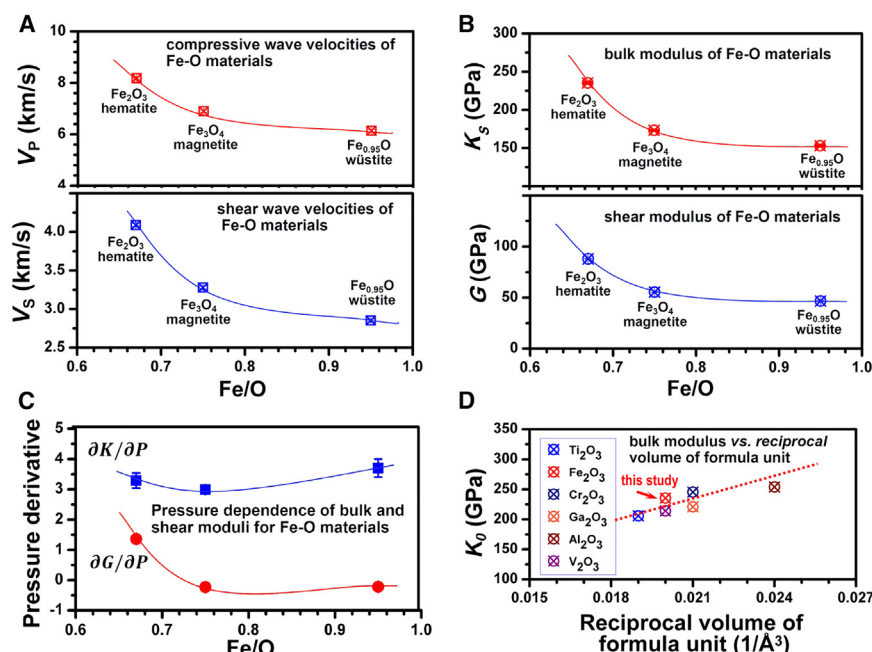 A
10
8
6
4
V_P (km/s)
compressive wave velocities of
Fe-O materials
Fe₂O₃
hematite
Fe₃O₄
magnetite
Fe₀.₉₅O
wüstite
4.0
3.5
3.0
2.5
V_S (km/s)
shear wave velocities of
Fe-O materials
Fe₂O₃
hematite
Fe₃O₄
magnetite
Fe₀.₉₅O
wüstite
0.6 0.7 0.8 0.9 1.0
Fe/O
B
300
250
200
150
K_S (GPa)
bulk modulus of Fe-O materials
Fe₂O₃
hematite
Fe₃O₄
magnetite
Fe₀.₉₅O
wüstite
100
50
0
G (GPa)
shear modulus of Fe-O materials
Fe₂O₃
hematite
Fe₃O₄
magnetite
Fe₀.₉₅O
wüstite
0.6 0.7 0.8 0.9 1.0
Fe/O
C
5
4
3
2
1
0
-1
Pressure derivative
∂K/∂P
Pressure dependence of bulk and
shear moduli for Fe-O materials
∂G/∂P
0.6 0.7 0.8 0.9 1.0
Fe/O
D
350
300
250
200
150
100
K₀ (GPa)
Ti₂O₃
Fe₂O₃
Cr₂O₃
Ga₂O₃
Al₂O₃
V₂O₃
bulk modulus vs. reciprocal
volume of formula unit
this study
0.015 0.018 0.021 0.024 0.027
Reciprocal volume of
formula unit (1/Å³)